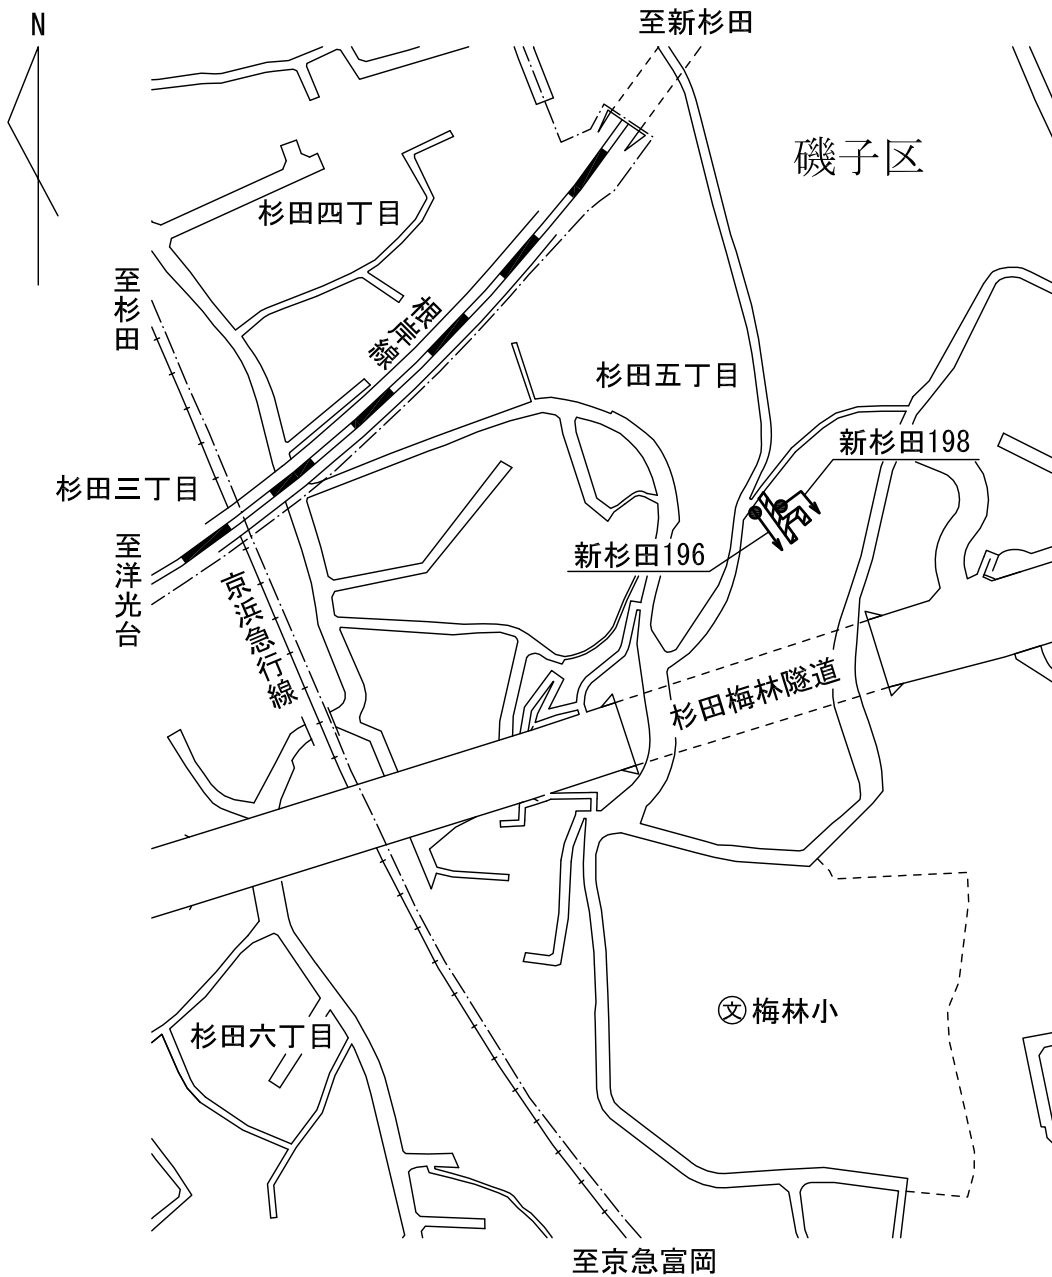 N
至新杉田
磯子区
杉田四丁目
至杉田
根岸線
杉田五丁目
新杉田198
杉田三丁目
至洋光台
新杉田196
京浜急行線
杉田梅林隧道
文 梅林小
杉田六丁目
至京急富岡